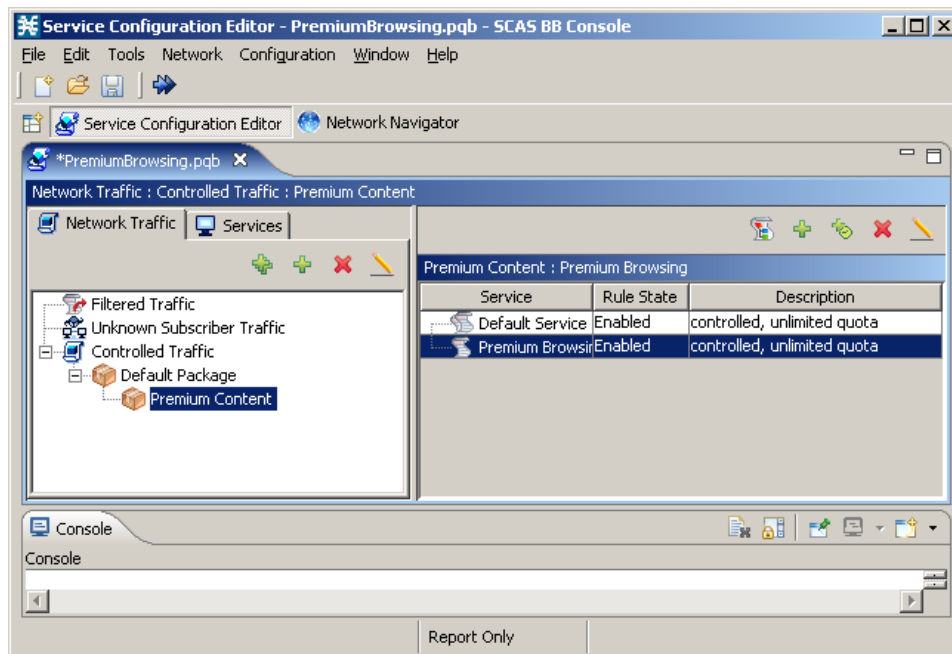 Service Configuration Editor - PremiumBrowsing.pqb - SCAS BB Console
File Edit Tools Network Configuration Window Help
Service Configuration Editor Network Navigator
*PremiumBrowsing.pqb
Network Traffic : Controlled Traffic : Premium Content
Network Traffic Services
Filtered Traffic
Unknown Subscriber Traffic
Controlled Traffic
Default Package
Premium Content
Premium Content : Premium Browsing
Service Rule State Description
Default Service Enabled controlled, unlimited quota
Premium Browsin Enabled controlled, unlimited quota
Console
Console
Report Only